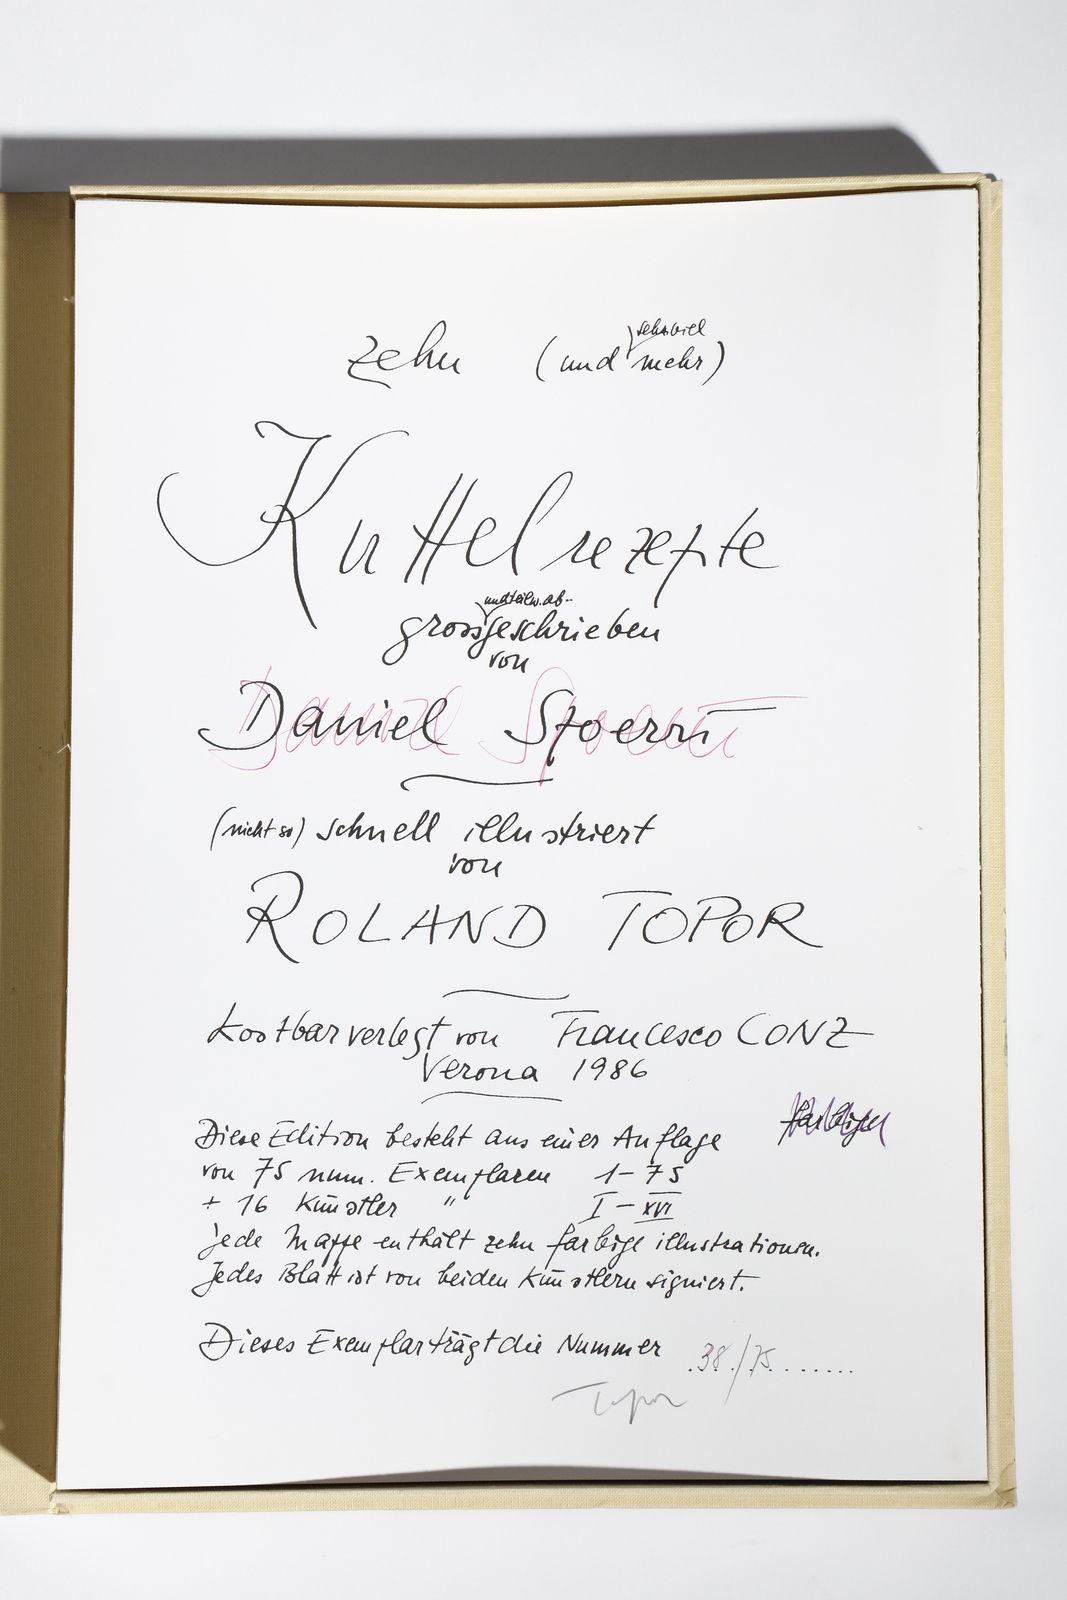 sehr viel
zehn (und mehr)
Kuttelrezepte
und teilw. ab-
grossgeschrieben
von
Daniel Spoerri
(nicht so) schnell illustriert
von
ROLAND TOPOR
kostbar verlegt von Francesco CONZ
Verona 1986
farbige
Diese Edition besteht aus einer Auflage
von 75 num. Exemplaren 1-75
+ 16 Künstler " I - XVI
jede Mappe enthält zehn farbige illustrationen.
Jedes Blatt ist von beiden Künstlern signiert.
Dieses Exemplar trägt die Nummer 38/75
Topor